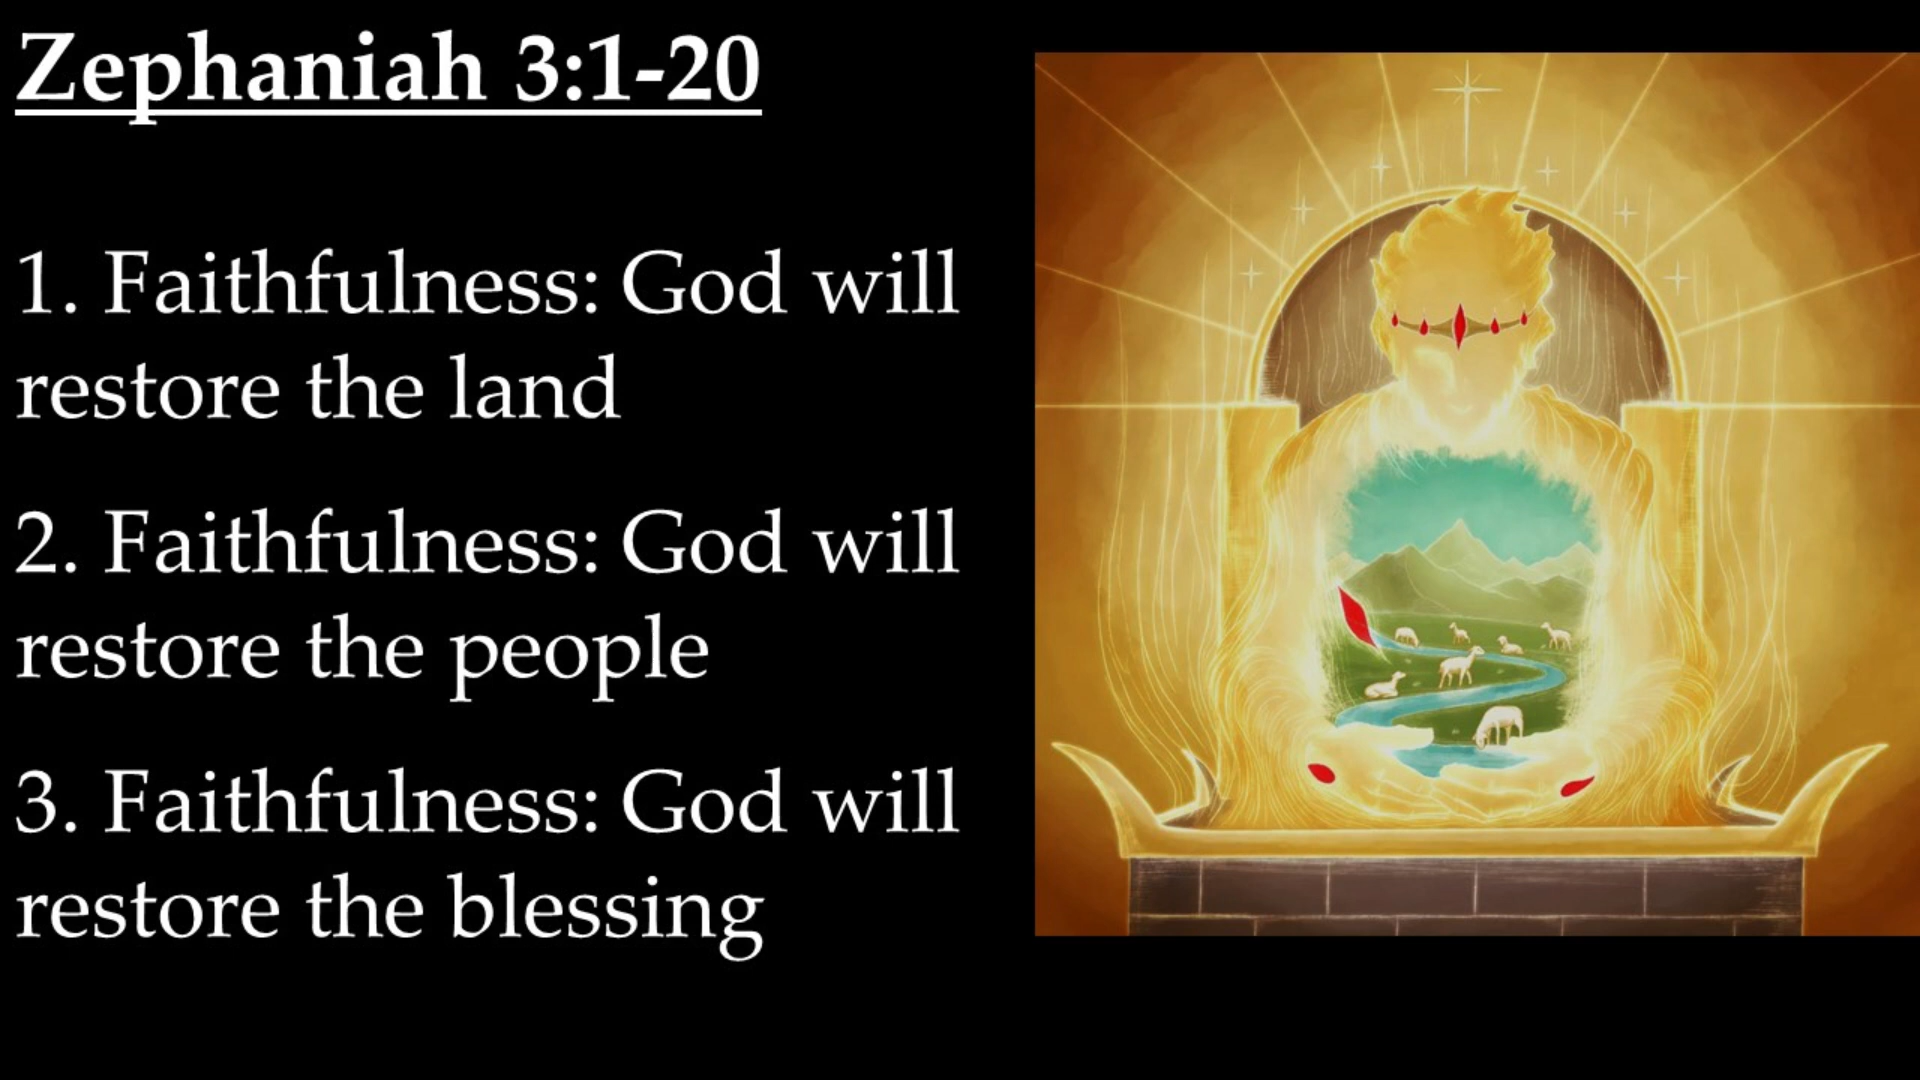 Zephaniah 3:1-20
1. Faithfulness: God will
restore the land
2. Faithfulness: God will
restore the people
3. Faithfulness: God will
restore the blessing